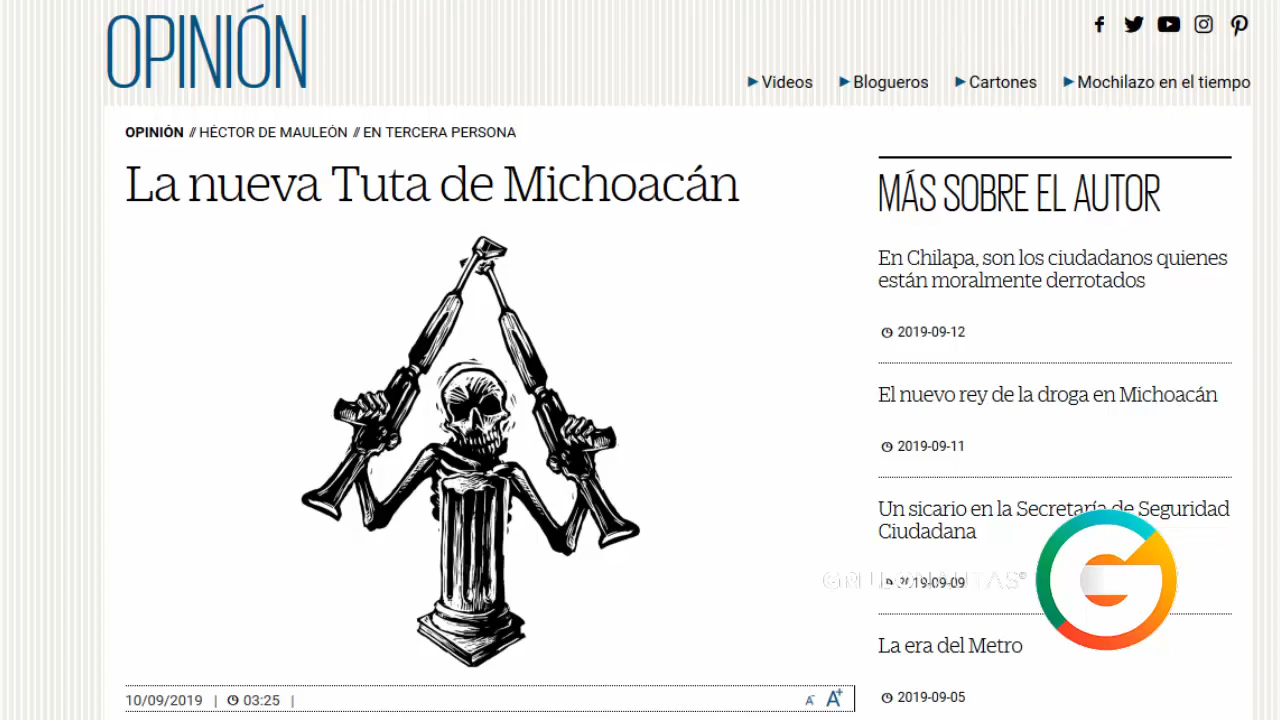 OPINIÓN
Videos
Blogueros
Cartones
Mochilazo en el tiempo
OPINIÓN // HÉCTOR DE MAULEÓN // EN TERCERA PERSONA
La nueva Tuta de Michoacán
10/09/2019 | 03:25 |
A- A+
MÁS SOBRE EL AUTOR
En Chilapa, son los ciudadanos quienes
están moralmente derrotados
2019-09-12
El nuevo rey de la droga en Michoacán
2019-09-11
Un sicario en la Secretaría de Seguridad
Ciudadana
2019-09-09
GRILLONAUTAS®
La era del Metro
2019-09-05